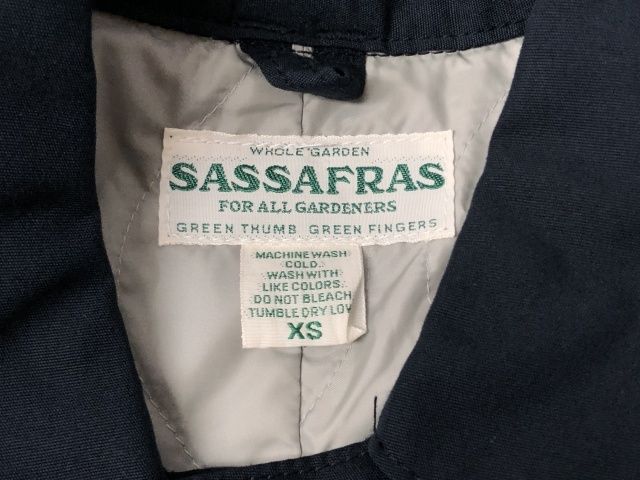 WHOLE GARDEN
SASSAFRAS
FOR ALL GARDENERS
GREEN THUMB GREEN FINGERS
MACHINE WASH
COLD.
WASH WITH
LIKE COLORS.
DO NOT BLEACH
TUMBLE DRY LOW
XS